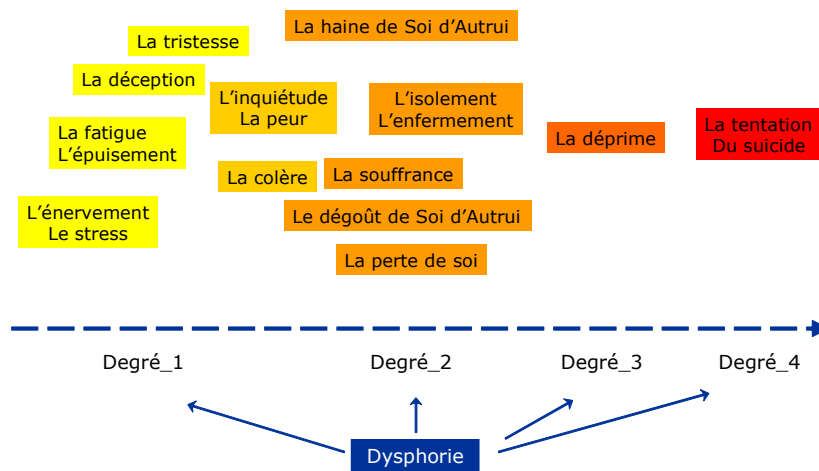 La haine de Soi d’Autrui
La tristesse
La déception
L’inquiétude
La peur
L’isolement
L’enfermement
La fatigue
L’épuisement
La déprime
La tentation
Du suicide
La colère
La souffrance
L’énervement
Le stress
Le dégoût de Soi d’Autrui
La perte de soi
Degré_1
Degré_2
Degré_3
Degré_4
Dysphorie